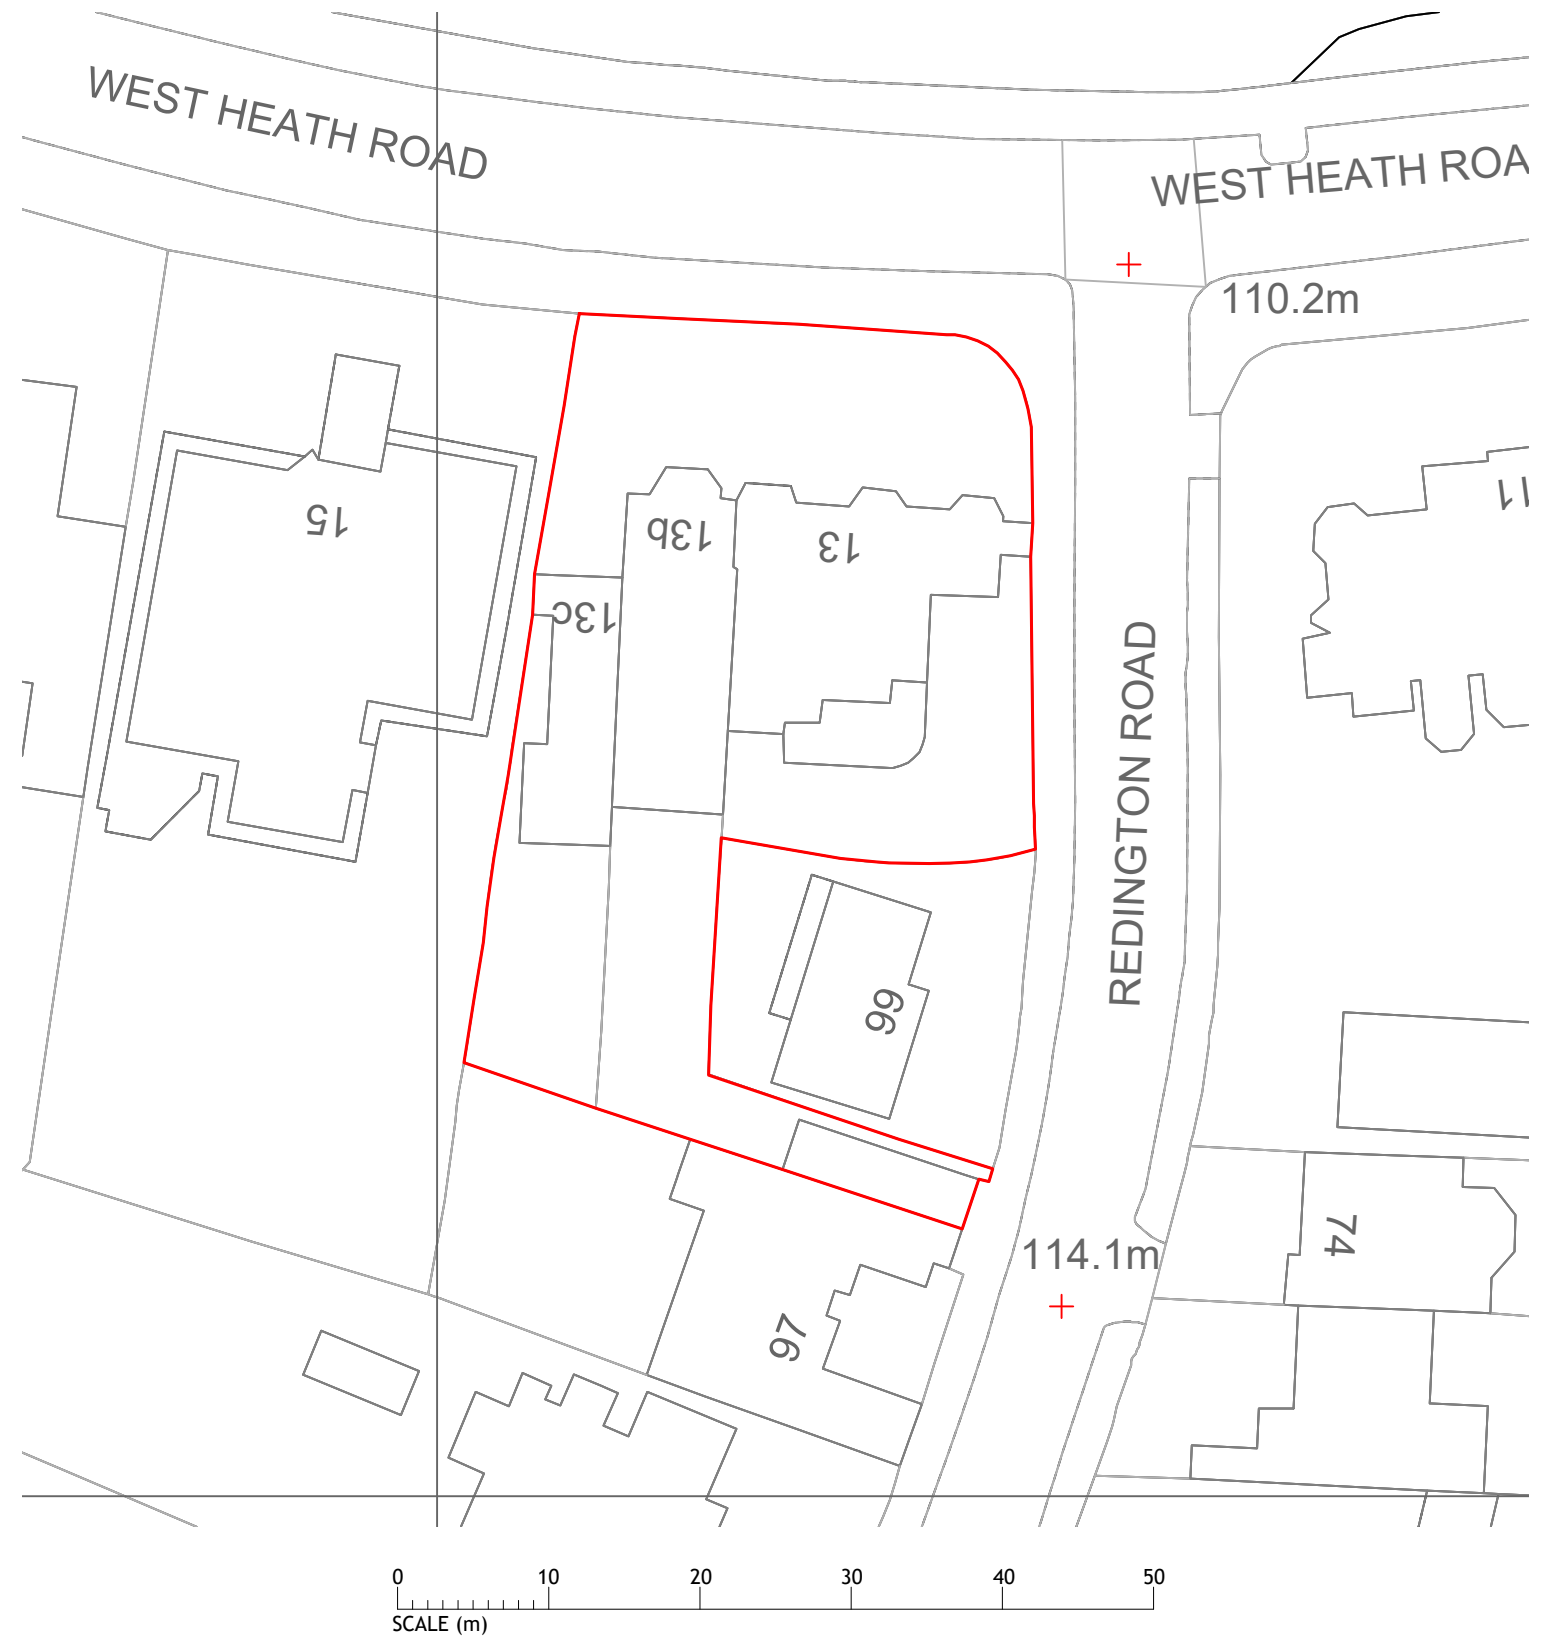 WEST HEATH ROAD
WEST HEATH ROA
110.2m
11
15
13b
13
13c
REDINGTON ROAD
99
74
114.1m
97
0 10 20 30 40 50
SCALE (m)